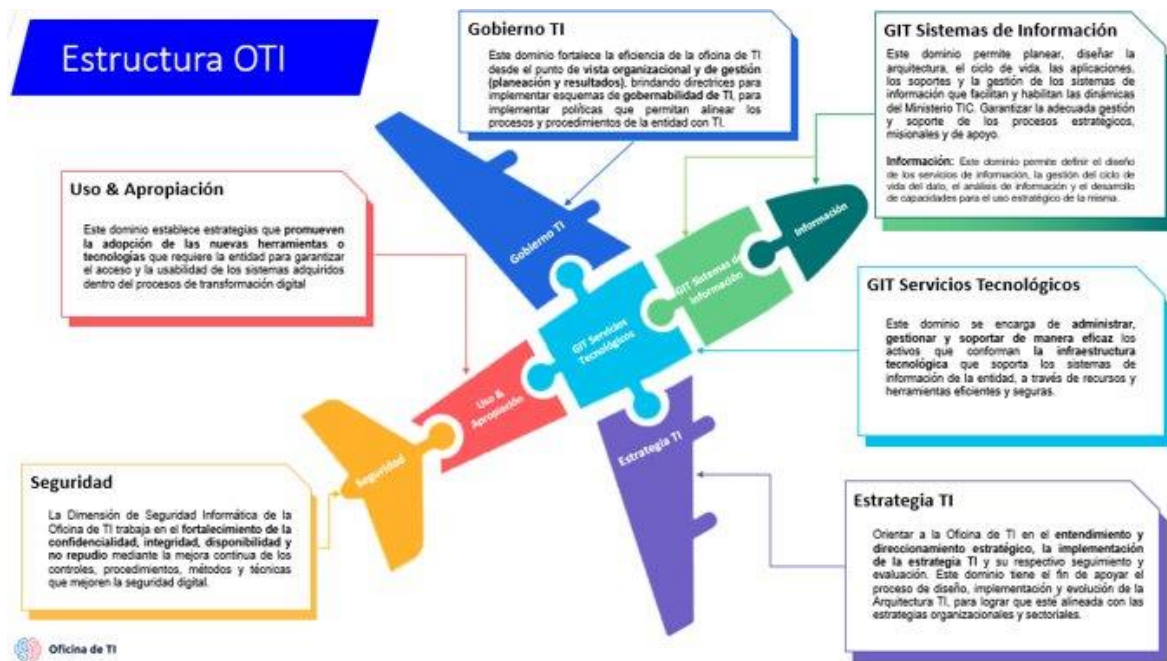 Estructura OTI
Gobierno TI
Este dominio fortalece la eficiencia de la oficina de TI
desde el punto de vista organizacional y de gestión
(planeación y resultados), brindando directrices para
implementar esquemas de gobernabilidad de TI, para
implementar políticas que permitan alinear los
procesos y procedimientos de la entidad con TI.
GIT Sistemas de Información
Este dominio permite planear, diseñar la
arquitectura, el ciclo de vida, las aplicaciones,
los soportes y la gestión de los sistemas de
información que facilitan y habilitan las dinámicas
del Ministerio TIC. Garantizar la adecuada gestión
y soporte de los procesos estratégicos,
misionales y de apoyo.
Información: Este dominio permite definir el diseño
de los servicios de información, la gestión del ciclo de
vida del dato, el análisis de información y el desarrollo
de capacidades para el uso estratégico de la misma.
Uso & Apropiación
Este dominio establece estrategias que promueven
la adopción de las nuevas herramientas o
tecnologías que requiere la entidad para garantizar
el acceso y la usabilidad de los sistemas adquiridos
dentro del procesos de transformación digital
Gobierno TI
Información
GIT Sistemas de
Información
GIT Servicios
Tecnológicos
Uso &
Apropiación
Seguridad
Estrategia TI
GIT Servicios Tecnológicos
Este dominio se encarga de administrar,
gestionar y soportar de manera eficaz los
activos que conforman la infraestructura
tecnológica que soporta los sistemas de
información de la entidad, a través de recursos y
herramientas eficientes y seguras.
Seguridad
La Dimensión de Seguridad Informática de la
Oficina de TI trabaja en el fortalecimiento de la
confidencialidad, integridad, disponibilidad y
no repudio mediante la mejora continua de los
controles, procedimientos, métodos y técnicas
que mejoren la seguridad digital.
Estrategia TI
Orientar a la Oficina de TI en el entendimiento y
direccionamiento estratégico, la implementación
de la estrategia TI y su respectivo seguimiento y
evaluación. Este dominio tiene el fin de apoyar el
proceso de diseño, implementación y evolución de la
Arquitectura TI, para lograr que esté alineada con las
estrategias organizacionales y sectoriales.
Oficina de TI